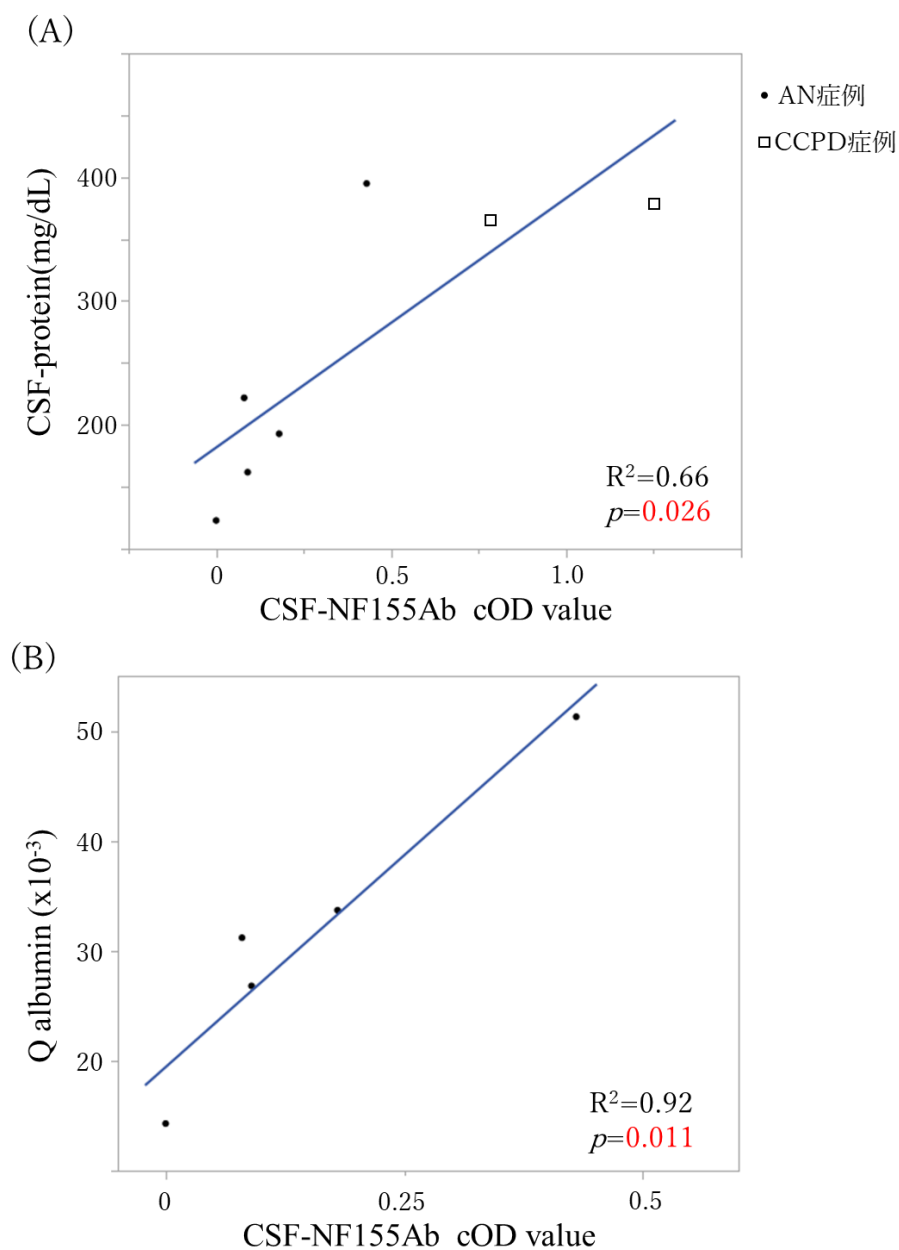 (A)
• AN症例
□CCPD症例
CSF-protein(mg/dL)
400
300
200
R²=0.66
p=0.026
0 0.5 1.0
CSF-NF155Ab cOD value
(B)
Q albumin (x10⁻³)
50
40
30
20
R²=0.92
p=0.011
0 0.25 0.5
CSF-NF155Ab cOD value